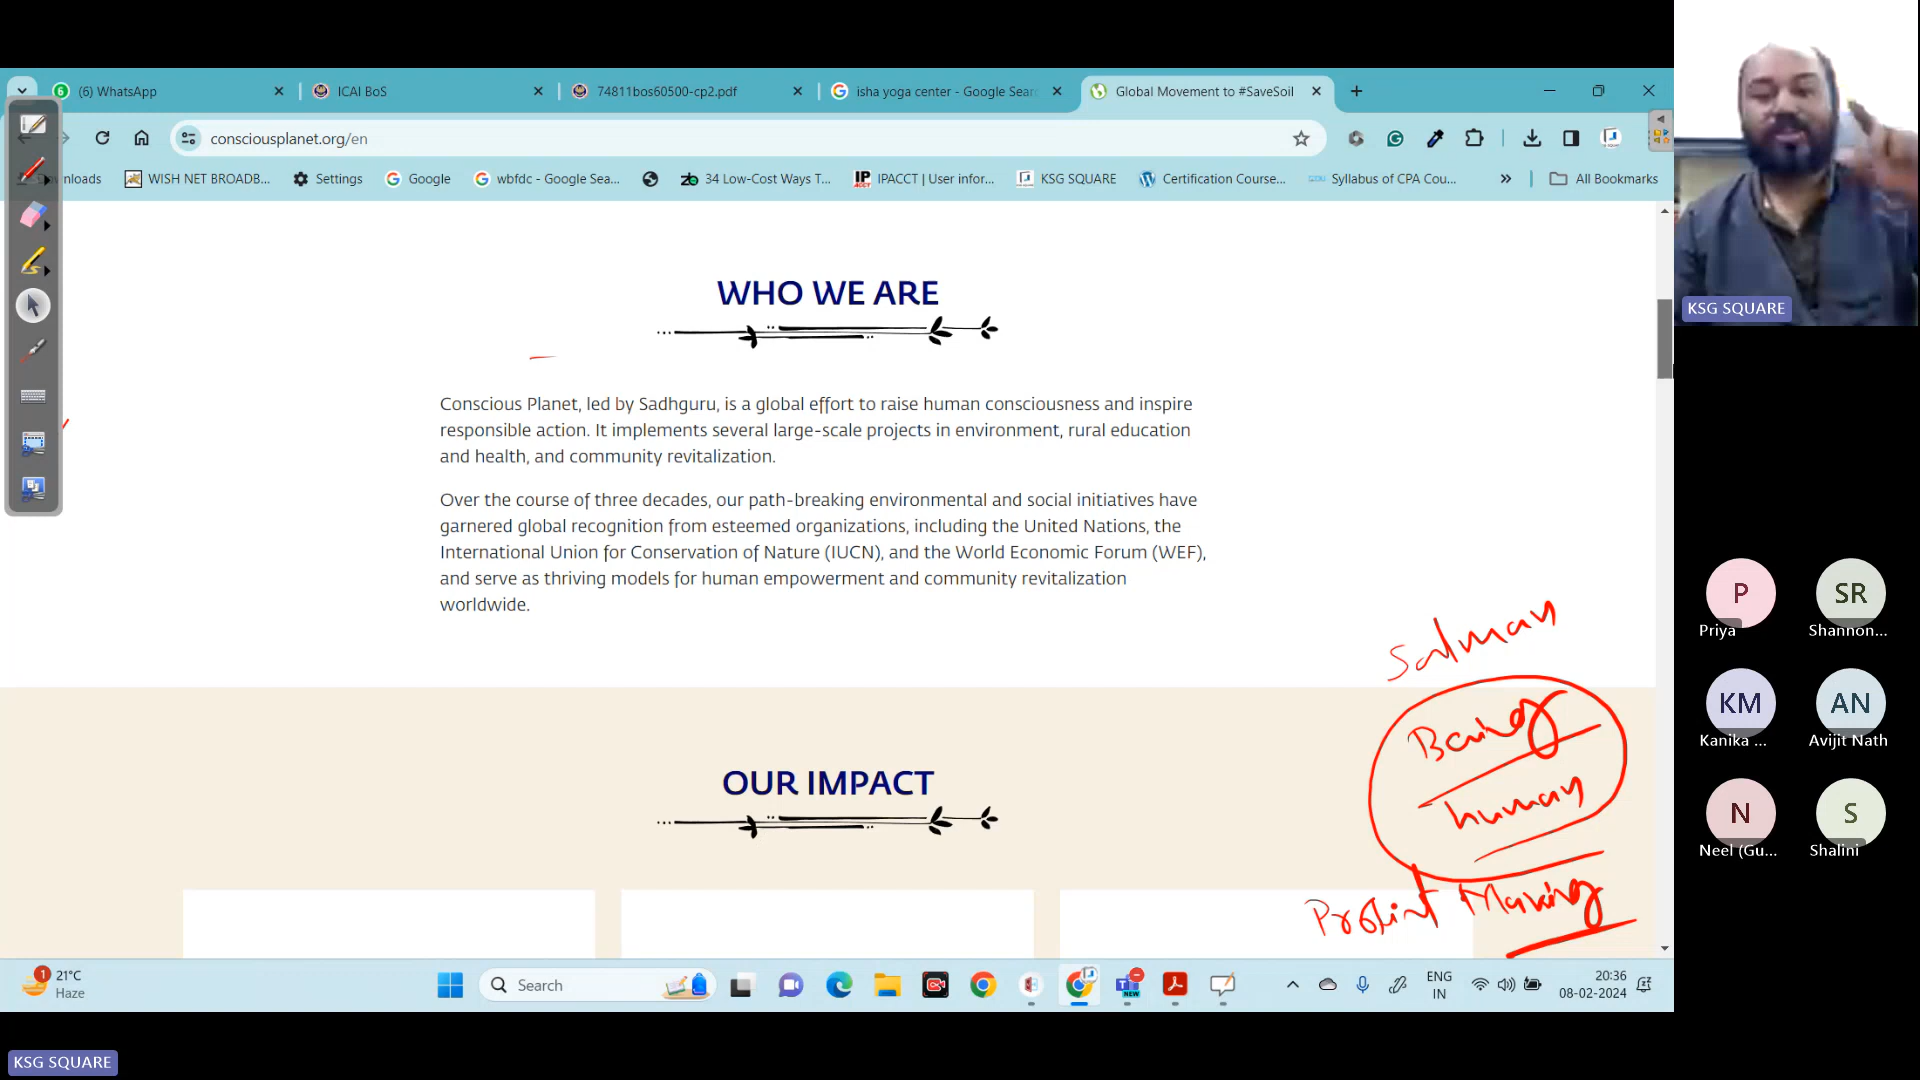 (6) WhatsApp
ICAI BoS
74811bos60500-cp2.pdf
isha yoga center - Google Sear
Global Movement to #SaveSoil
consciousplanet.org/en
wnloads
WISH NET BROADB...
Settings
Google
wbfdc - Google Sea...
34 Low-Cost Ways T...
IPACCT | User infor...
KSG SQUARE
Certification Course...
Syllabus of CPA Cou...
All Bookmarks
KSG SQUARE
WHO WE ARE
Conscious Planet, led by Sadhguru, is a global effort to raise human consciousness and inspire
responsible action. It implements several large-scale projects in environment, rural education
and health, and community revitalization.
Over the course of three decades, our path-breaking environmental and social initiatives have
garnered global recognition from esteemed organizations, including the United Nations, the
International Union for Conservation of Nature (IUCN), and the World Economic Forum (WEF),
and serve as thriving models for human empowerment and community revitalization
worldwide.
Salman
Being
human
Profit Making
OUR IMPACT
P
Priya
SR
Shannon...
KM
Kanika ...
AN
Avijit Nath
N
Neel (Gu...
S
Shalini
1
21°C
Haze
Search
NEW
ENG
IN
20:36
08-02-2024
KSG SQUARE